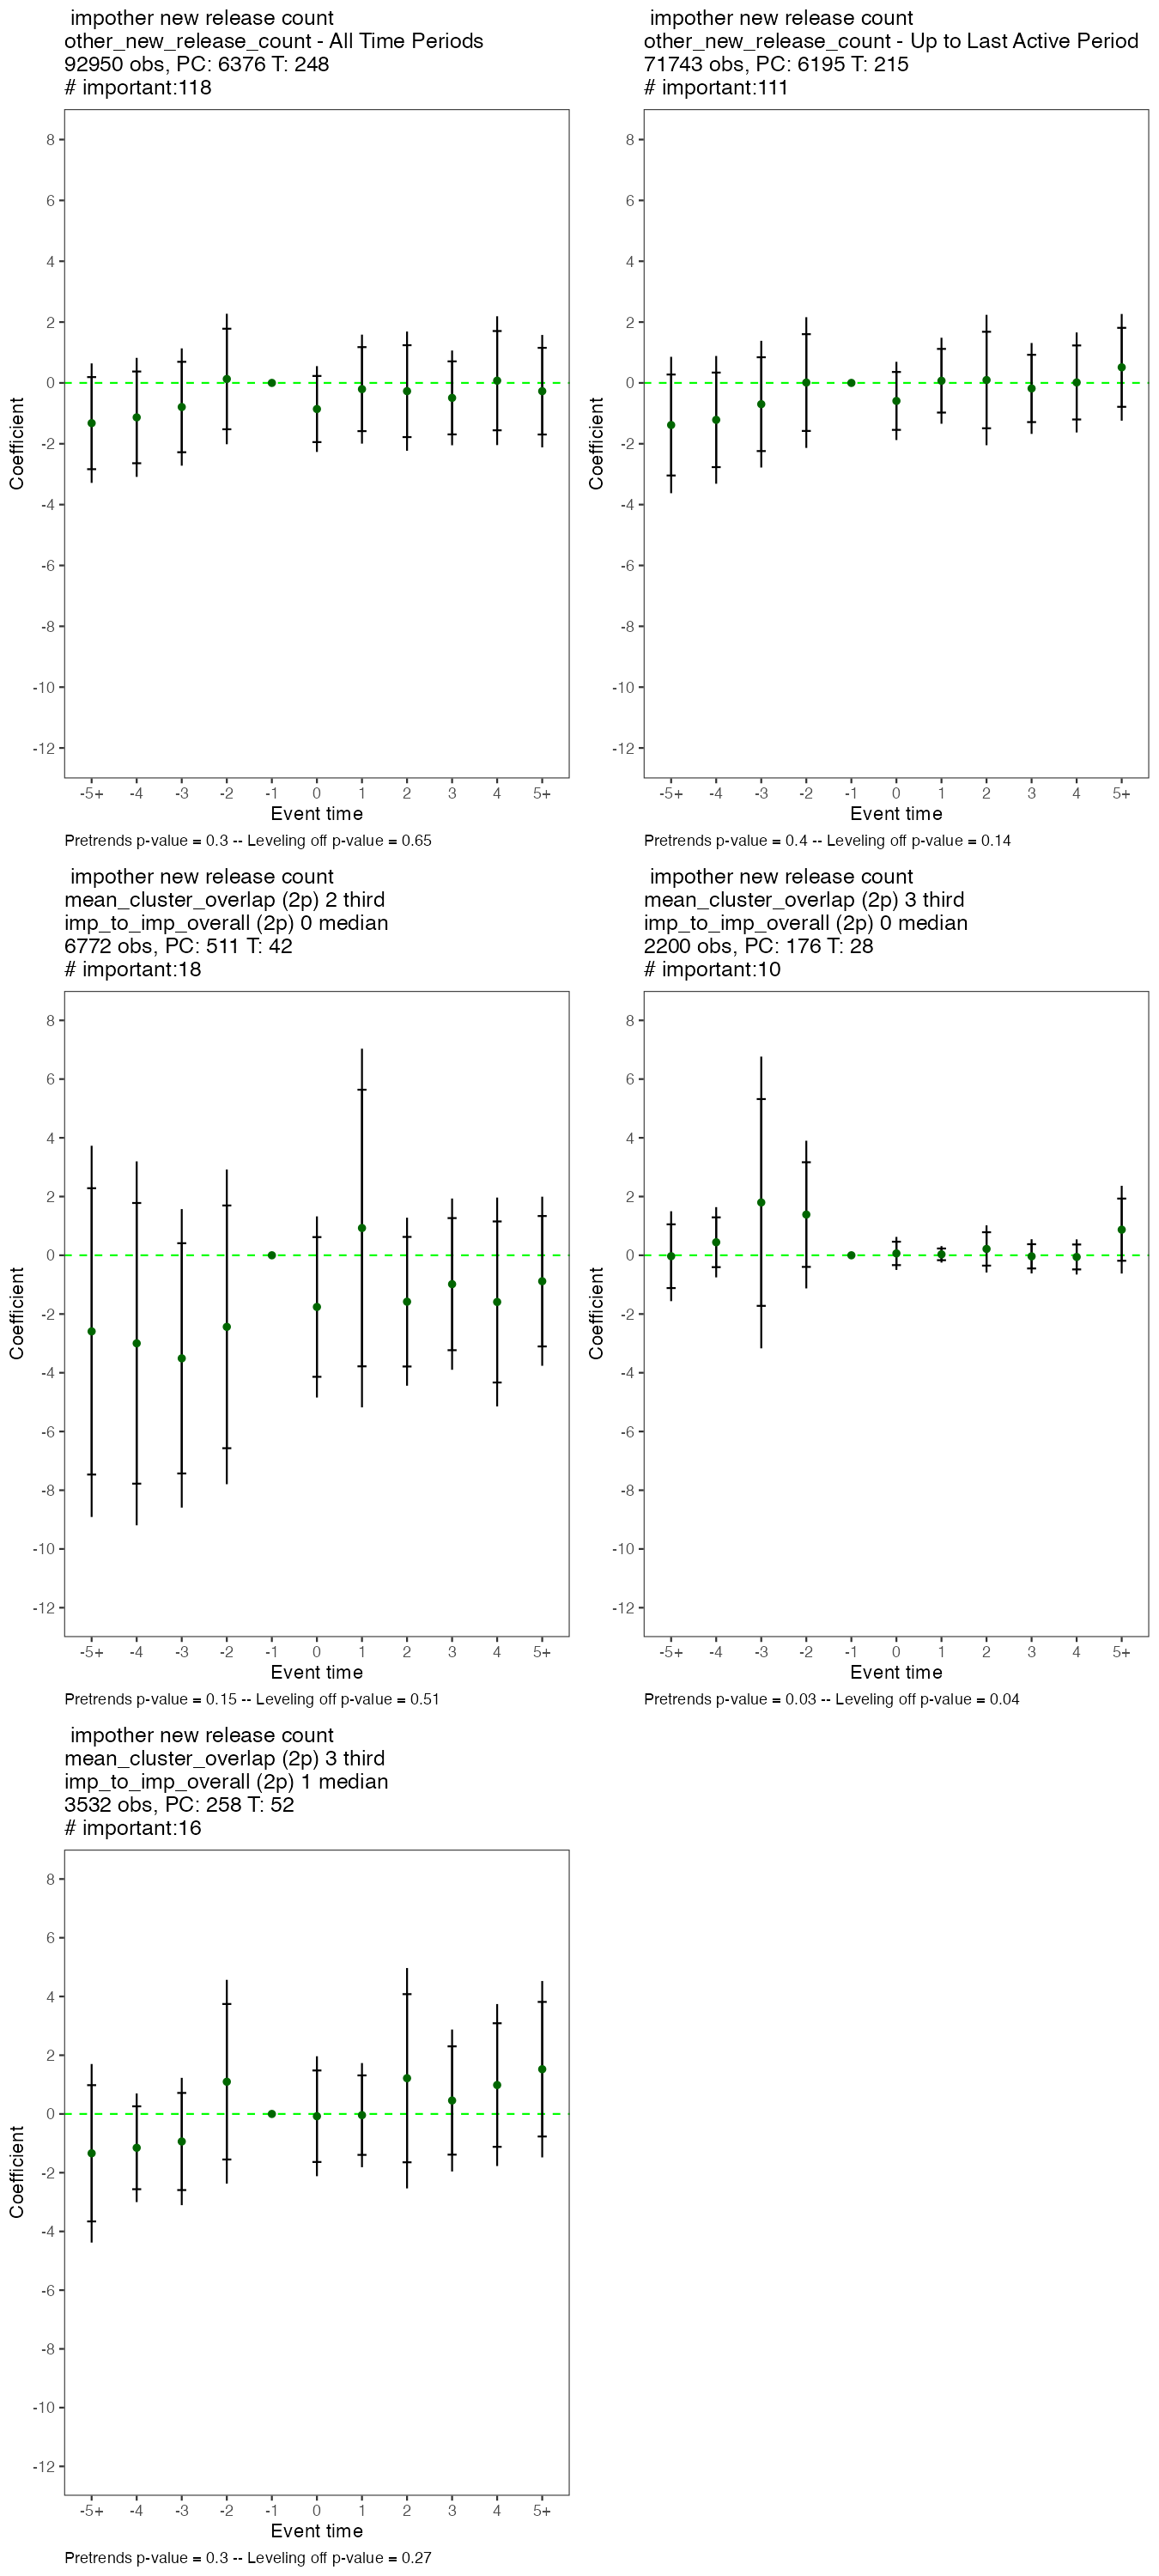 impother new release count
other_new_release_count - All Time Periods
92950 obs, PC: 6376 T: 248
# important:118
8
6
4
2
0
-2
-4
-6
-8
-10
-12
Coefficient
-5+ -4 -3 -2 -1 0 1 2 3 4 5+
Event time
Pretrends p-value = 0.3 -- Leveling off p-value = 0.65
impother new release count
other_new_release_count - Up to Last Active Period
71743 obs, PC: 6195 T: 215
# important:111
8
6
4
2
0
-2
-4
-6
-8
-10
-12
Coefficient
-5+ -4 -3 -2 -1 0 1 2 3 4 5+
Event time
Pretrends p-value = 0.4 -- Leveling off p-value = 0.14
impother new release count
mean_cluster_overlap (2p) 2 third
imp_to_imp_overall (2p) 0 median
6772 obs, PC: 511 T: 42
# important:18
8
6
4
2
0
-2
-4
-6
-8
-10
-12
Coefficient
-5+ -4 -3 -2 -1 0 1 2 3 4 5+
Event time
Pretrends p-value = 0.15 -- Leveling off p-value = 0.51
impother new release count
mean_cluster_overlap (2p) 3 third
imp_to_imp_overall (2p) 0 median
2200 obs, PC: 176 T: 28
# important:10
8
6
4
2
0
-2
-4
-6
-8
-10
-12
Coefficient
-5+ -4 -3 -2 -1 0 1 2 3 4 5+
Event time
Pretrends p-value = 0.03 -- Leveling off p-value = 0.04
impother new release count
mean_cluster_overlap (2p) 3 third
imp_to_imp_overall (2p) 1 median
3532 obs, PC: 258 T: 52
# important:16
8
6
4
2
0
-2
-4
-6
-8
-10
-12
Coefficient
-5+ -4 -3 -2 -1 0 1 2 3 4 5+
Event time
Pretrends p-value = 0.3 -- Leveling off p-value = 0.27